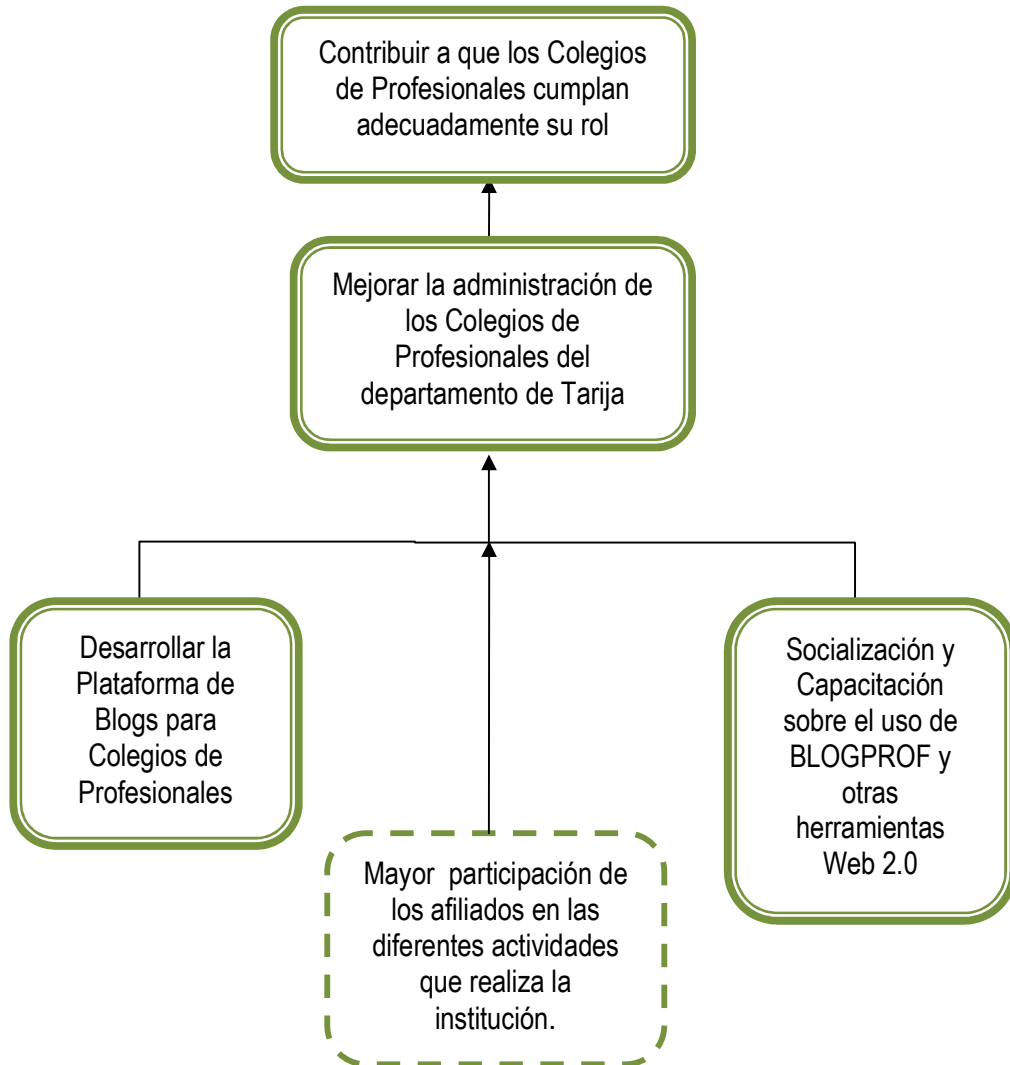 Contribuir a que los Colegios
de Profesionales cumplan
adecuadamente su rol
Mejorar la administración de
los Colegios de
Profesionales del
departamento de Tarija
Desarrollar la
Plataforma de
Blogs para
Colegios de
Profesionales
Socialización y
Capacitación
sobre el uso de
BLOGPROF y
otras
herramientas
Web 2.0
Mayor participación de
los afiliados en las
diferentes actividades
que realiza la
institución.